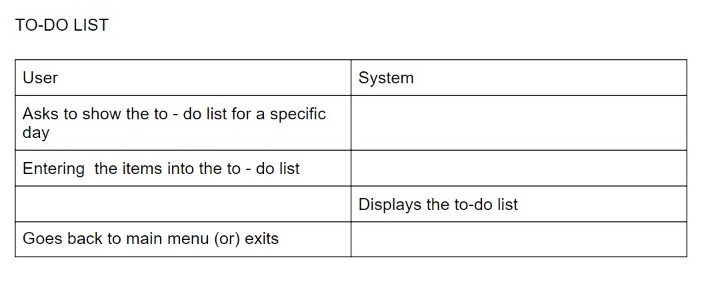 TO-DO LIST
User System
Asks to show the to - do list for a specific
day
Entering  the items into the to - do list
Displays the to-do list
Goes back to main menu (or) exits